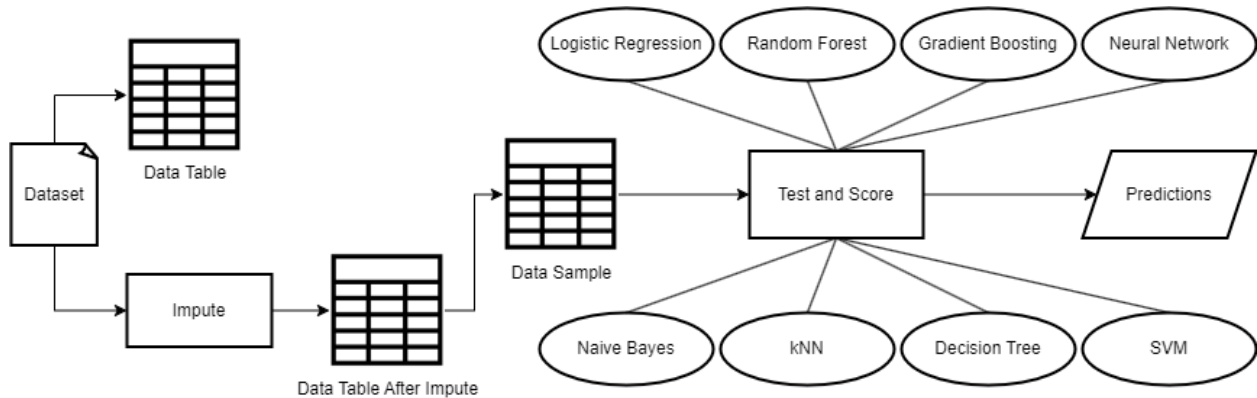 Logistic Regression
Random Forest
Gradient Boosting
Neural Network
Data Table
Dataset
Test and Score
Predictions
Data Sample
Impute
Data Table After Impute
Naive Bayes
kNN
Decision Tree
SVM